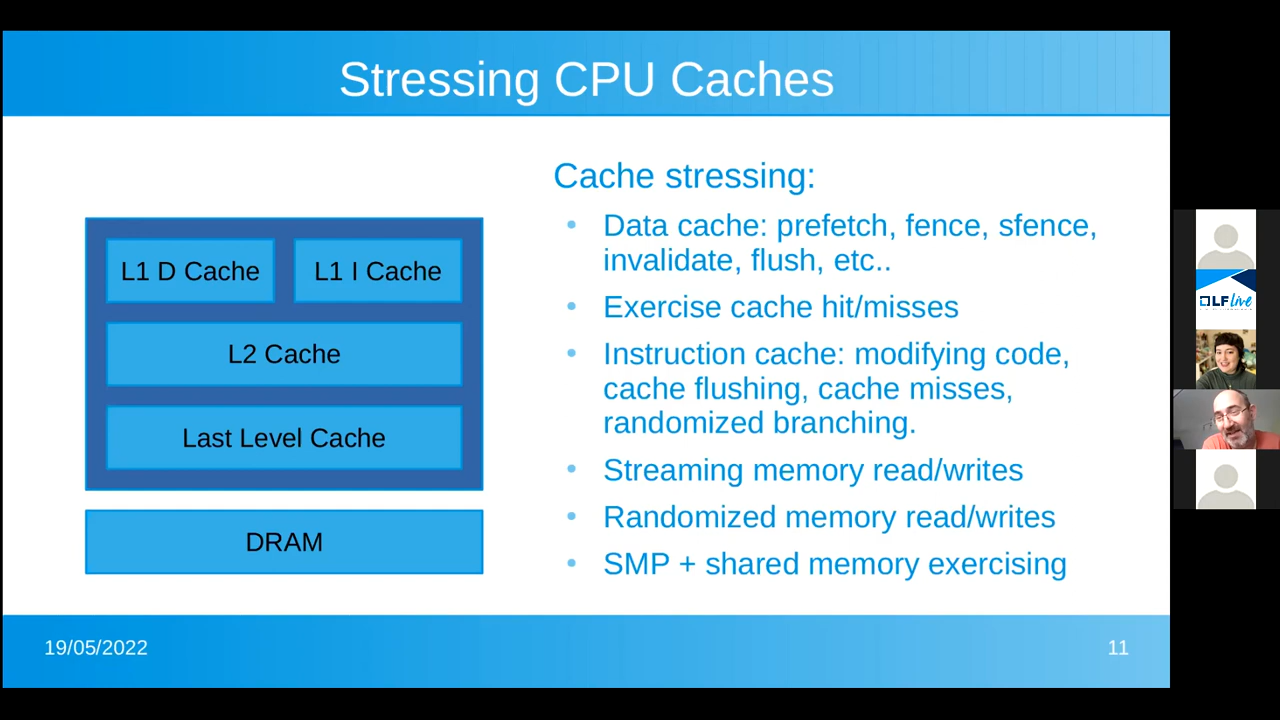 Stressing CPU Caches
Cache stressing:
Data cache: prefetch, fence, sfence,
invalidate, flush, etc..
Exercise cache hit/misses
Instruction cache: modifying code,
cache flushing, cache misses,
randomized branching.
Streaming memory read/writes
Randomized memory read/writes
SMP + shared memory exercising
L1 D Cache
L1 I Cache
L2 Cache
Last Level Cache
DRAM
19/05/2022
11
LF live